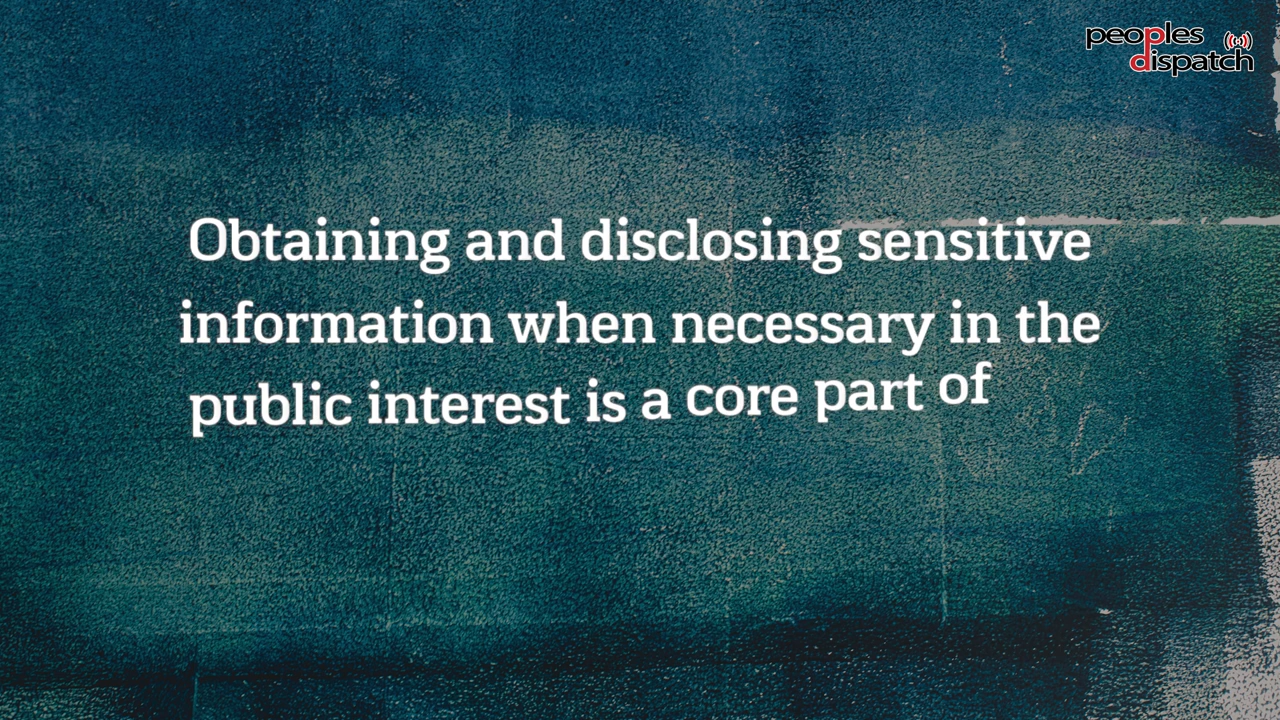 peoples
dispatch
Obtaining and disclosing sensitive
information when necessary in the
public interest is a core part of